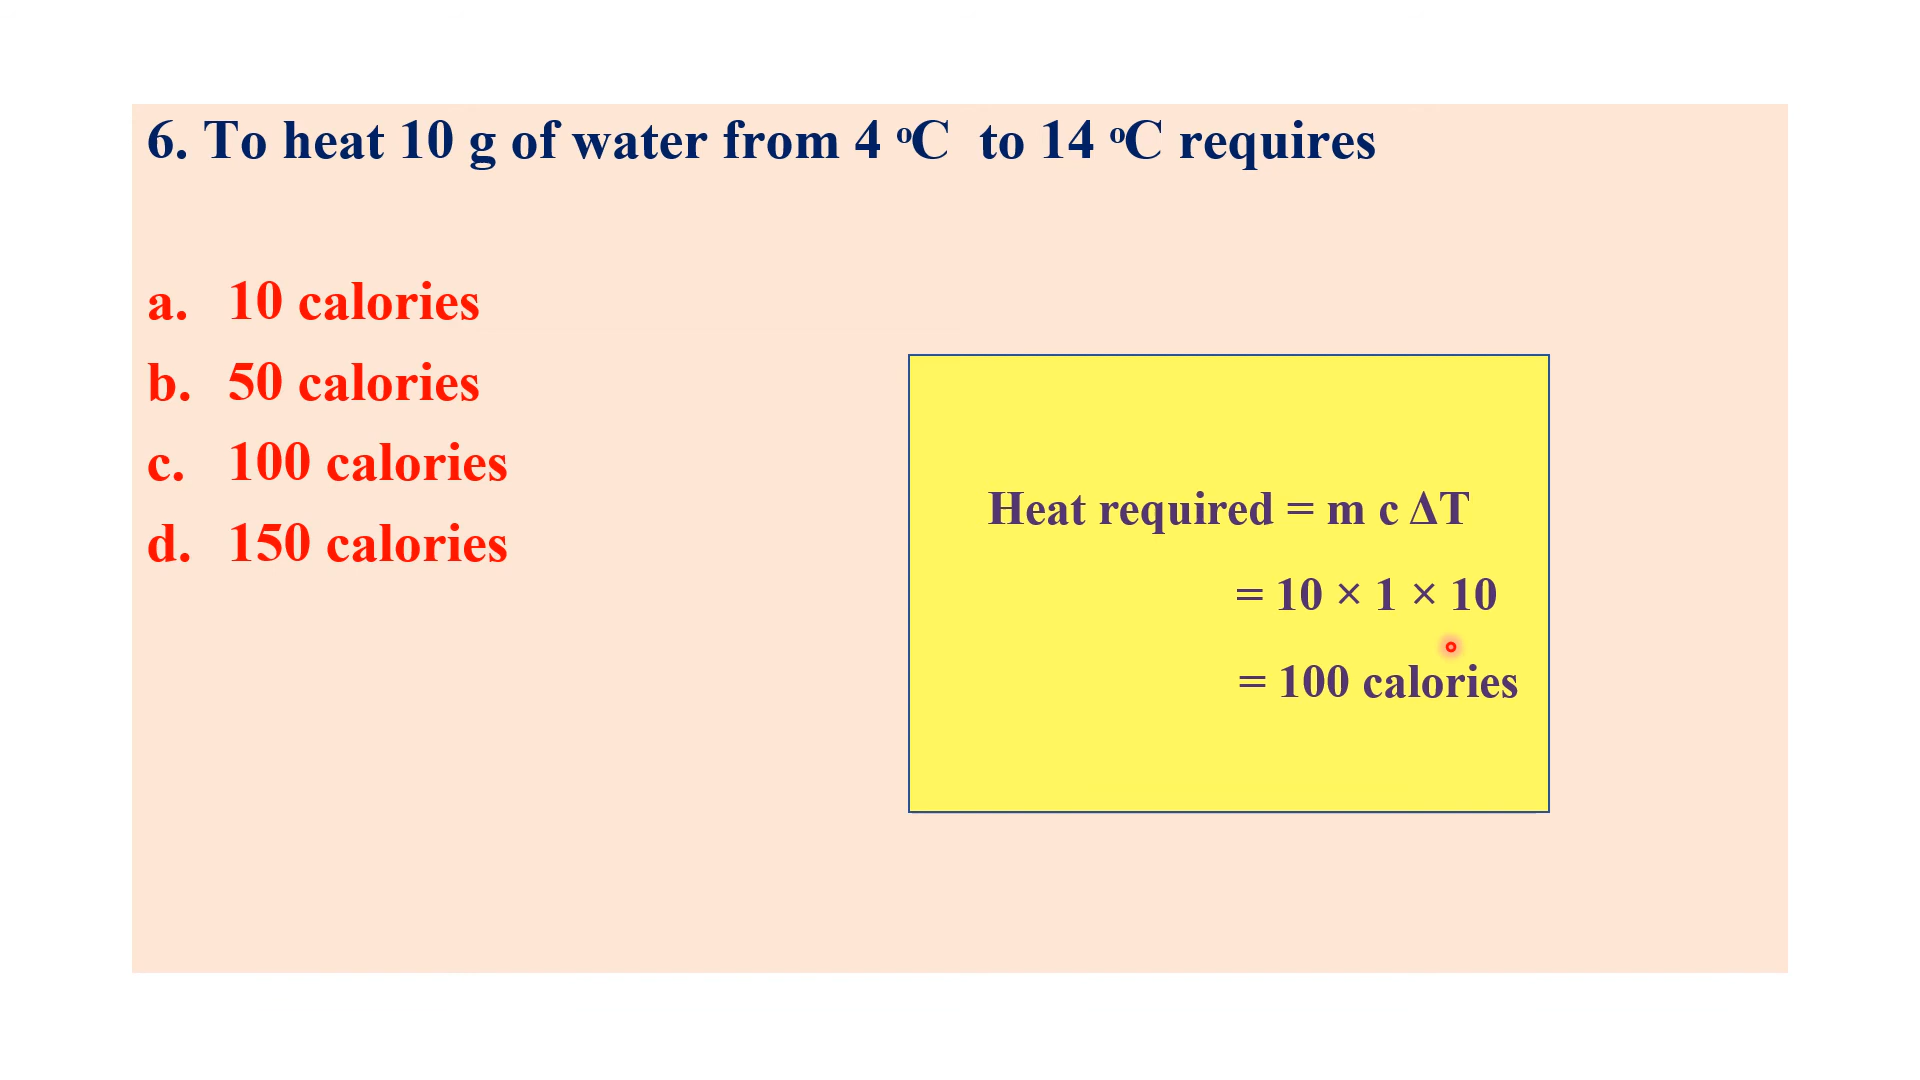 6. To heat 10 g of water from 4 ºC to 14 ºC requires
a. 10 calories
b. 50 calories
c. 100 calories
d. 150 calories
Heat required = m c ΔT
= 10 × 1 × 10
= 100 calories